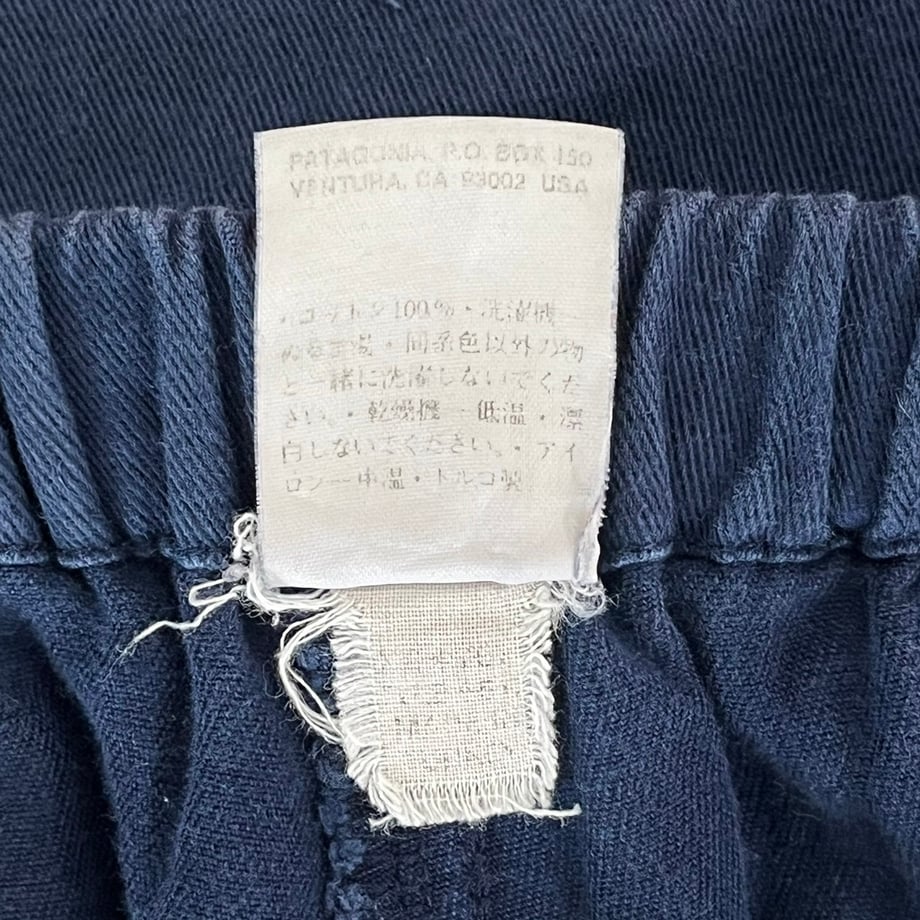 PATAGONIA, P.O. BOX 150
VENTURA, CA 93002 USA
・コットン100%・洗濯機―
ぬるま湯・同系色以外の物
と一緒に洗濯しないでくだ
さい。・乾燥機―低温・漂
白しないでください。・アイ
ロン―中温・トルコ製